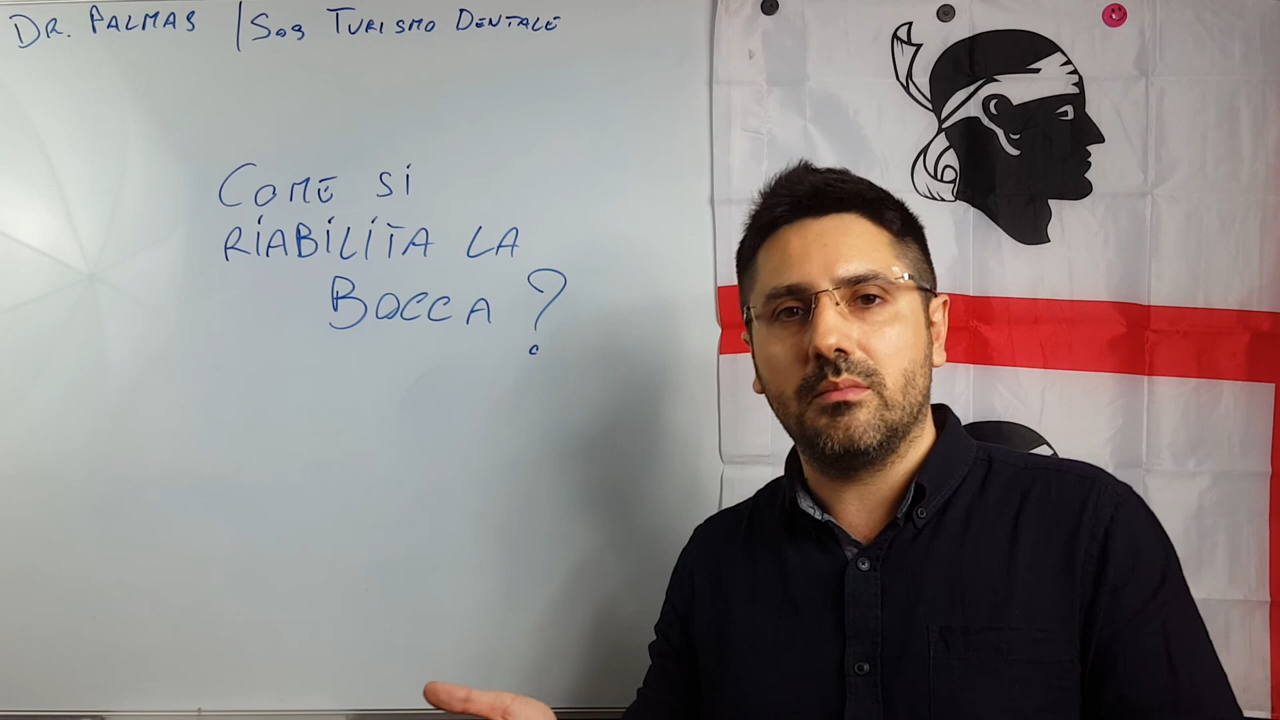 DR. PALMAS | SOS TURISMO DENTALE
COME SI
RIABILITA LA
BOCCA ?